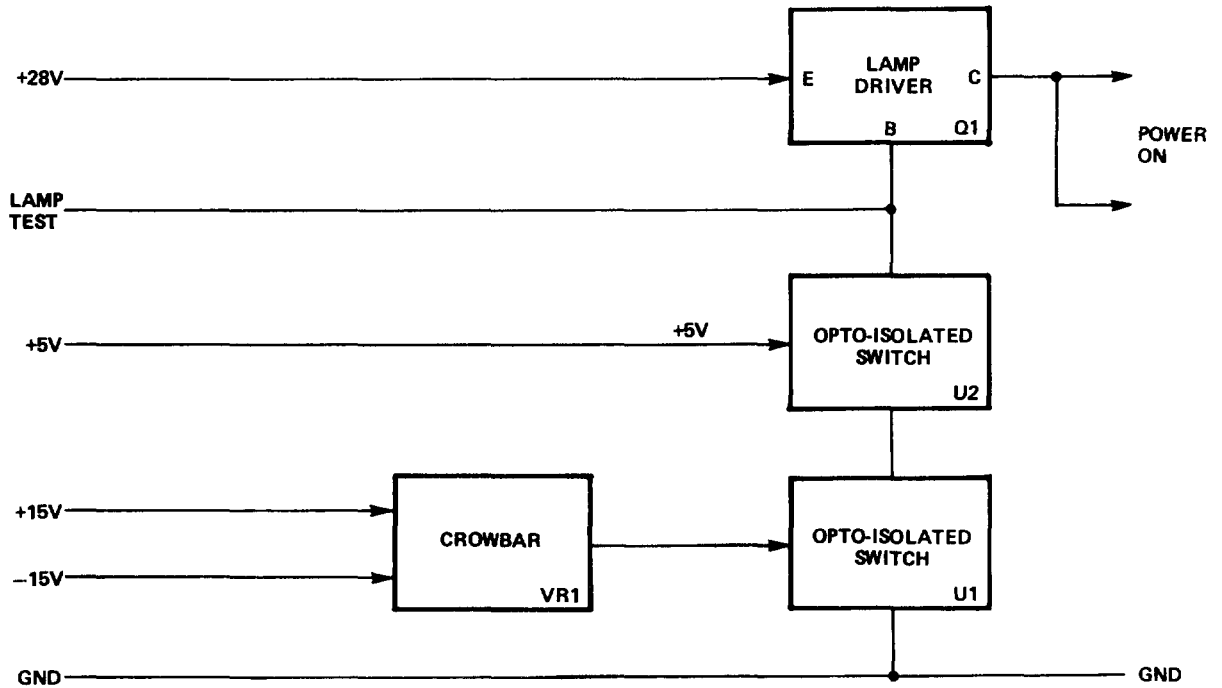 +28V
E
LAMP
DRIVER
C
B
Q1
POWER
ON
LAMP
TEST
+5V
+5V
OPTO-ISOLATED
SWITCH
U2
+15V
−15V
CROWBAR
VR1
OPTO-ISOLATED
SWITCH
U1
GND
GND